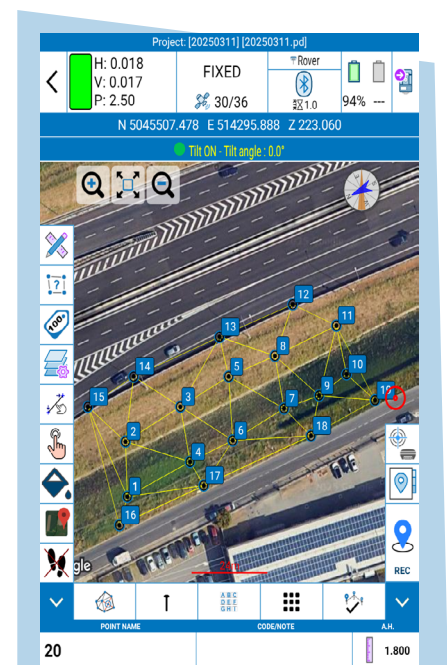 Project: [20250311] [20250311.pd]
H: 0.018
V: 0.017
P: 2.50
FIXED
30/36
Rover
1.0
94%
---
N 5045507.478 E 514295.888 Z 223.060
Tilt ON - Tilt angle : 0.0°
12
13
11
8
14
5
10
15
3
9
7
2
6
18
4
17
1
16
?
100+
gle
REC
A B C
D E F
G H I
POINT NAME
CODE/NOTE
A.H.
20
1.800